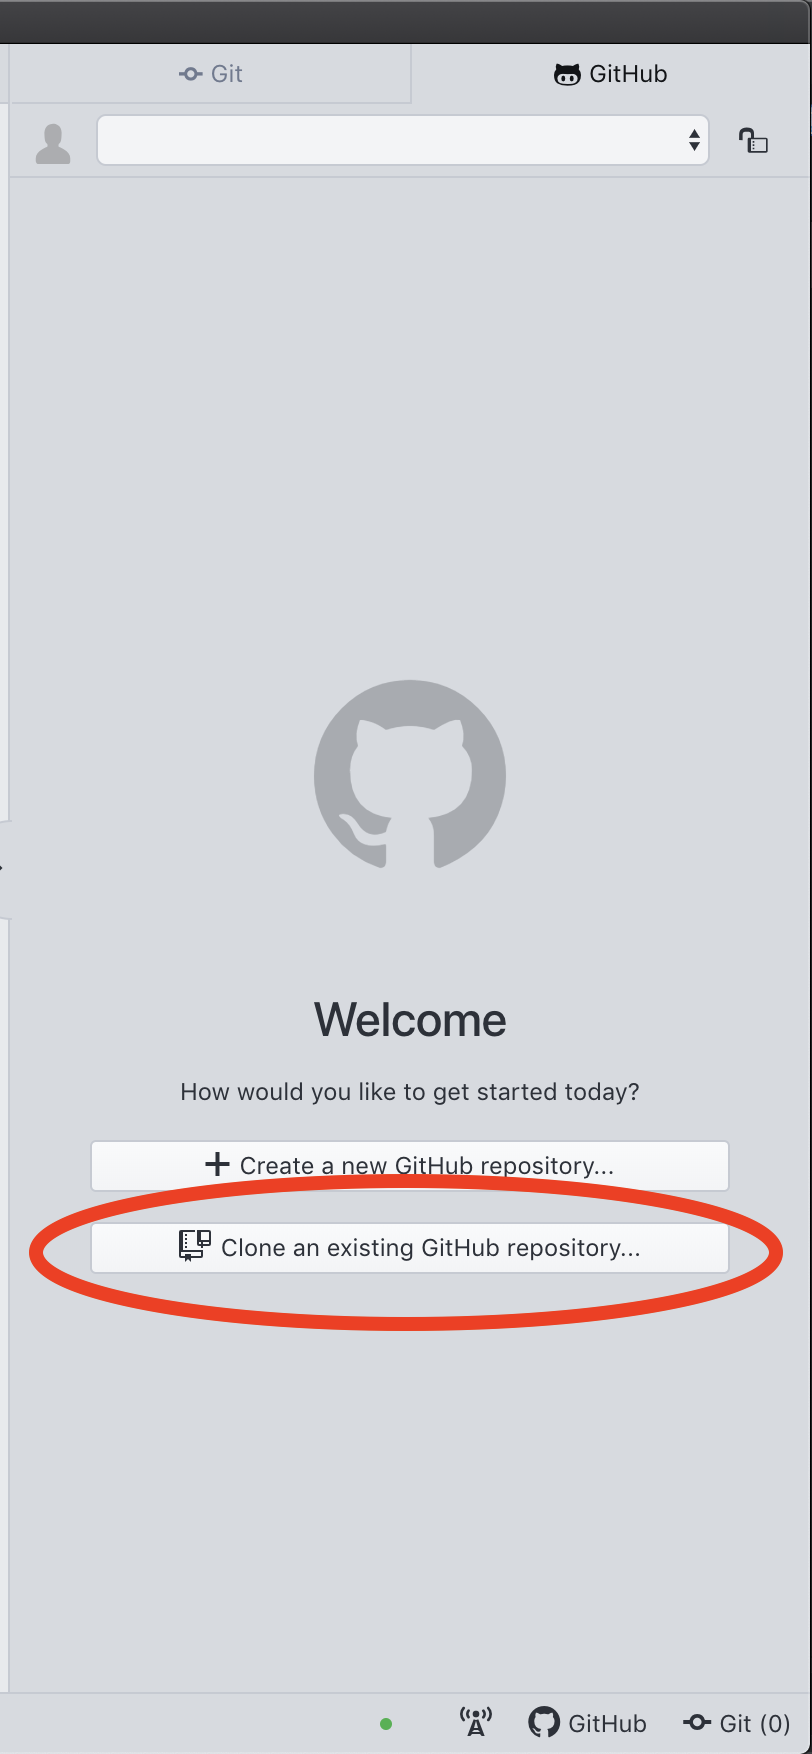 Git
GitHub
Welcome
How would you like to get started today?
Create a new GitHub repository...
Clone an existing GitHub repository...
GitHub
Git (0)